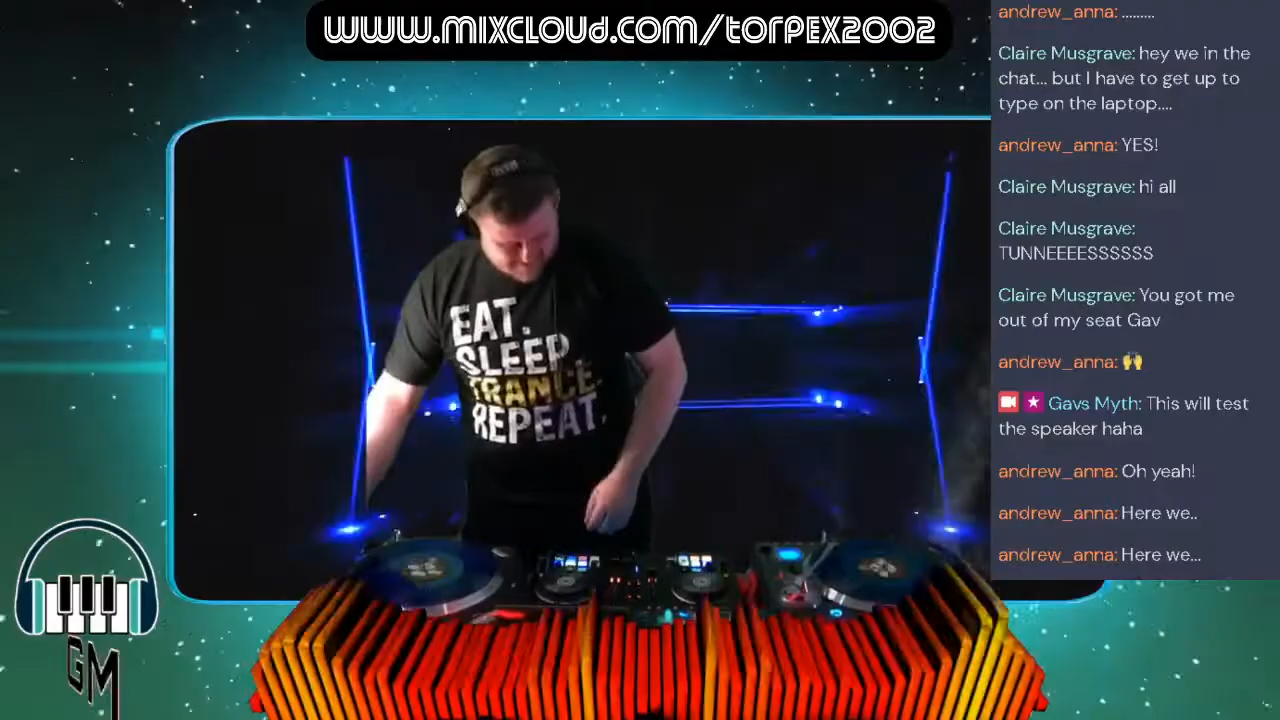 www.mixcloud.com/torpex2002
andrew_anna: .........
Claire Musgrave: hey we in the
chat... but I have to get up to
type on the laptop....
andrew_anna: YES!
Claire Musgrave: hi all
Claire Musgrave:
TUNNEEEESSSSSS
Claire Musgrave: You got me
out of my seat Gav
andrew_anna: 🙌
Gavs Myth: This will test
the speaker haha
andrew_anna: Oh yeah!
andrew_anna: Here we..
andrew_anna: Here we...
EAT.
SLEEP
TRANCE.
REPEAT.
GM